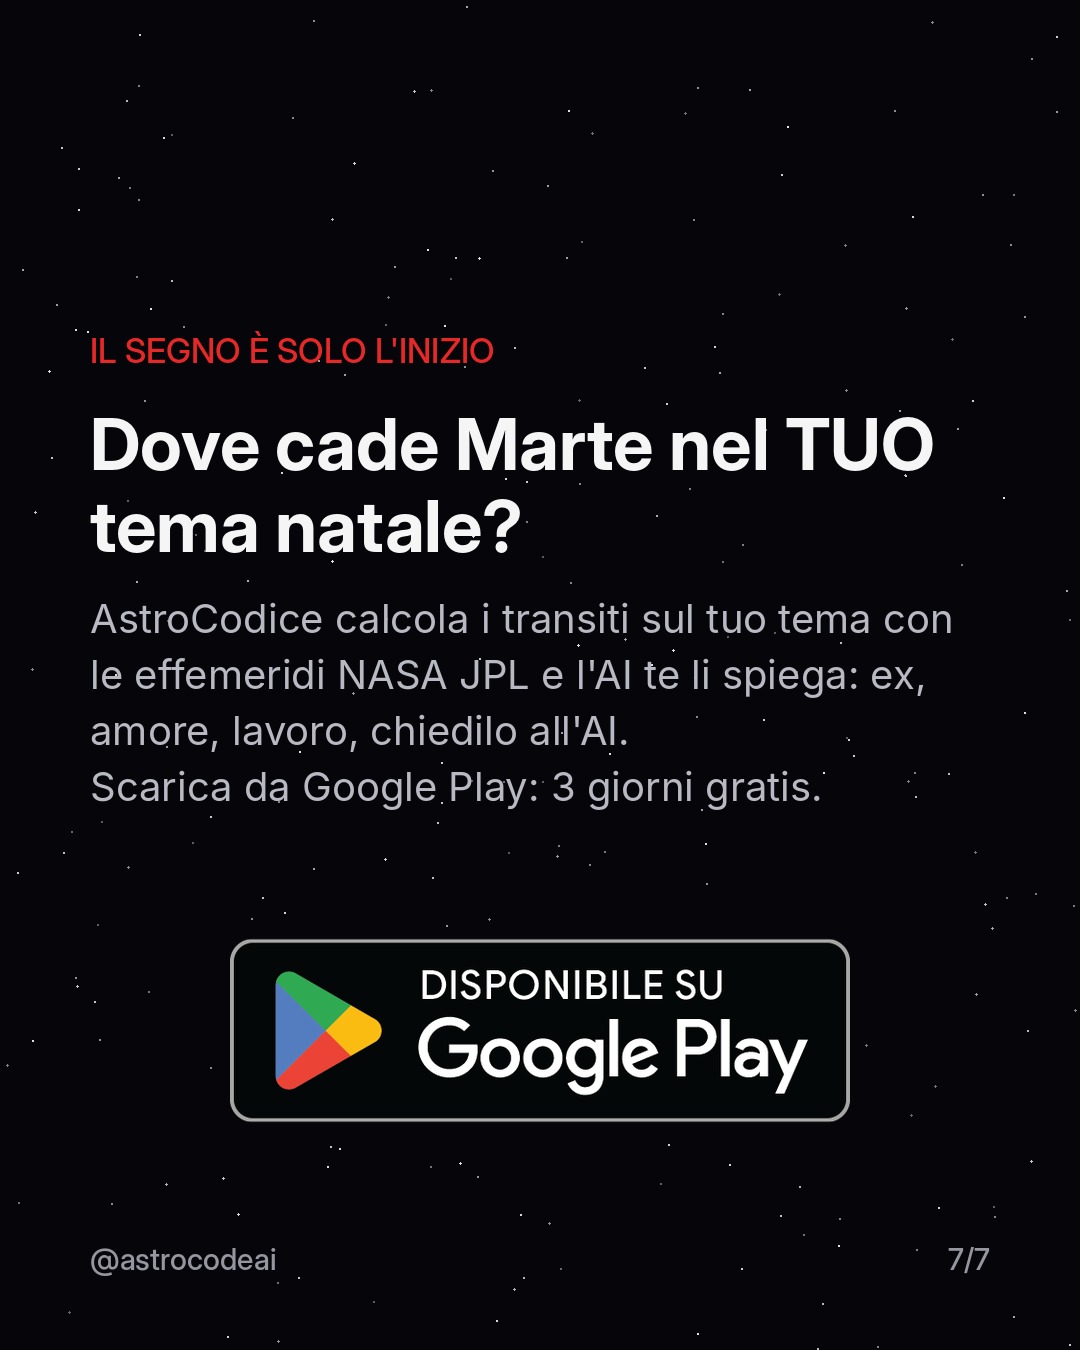 IL SEGNO È SOLO L'INIZIO
Dove cade Marte nel TUO
tema natale?
AstroCodice calcola i transiti sul tuo tema con
le effemeridi NASA JPL e l'AI te li spiega: ex,
amore, lavoro, chiedilo all'AI.
Scarica da Google Play: 3 giorni gratis.
DISPONIBILE SU
Google Play
@astrocodeai
7/7